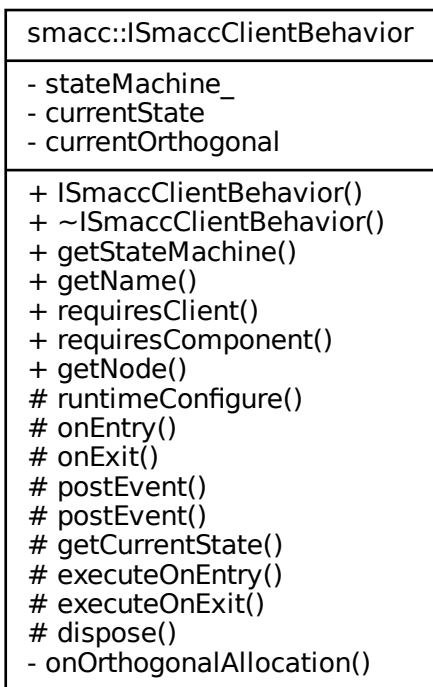 smacc::ISmaccClientBehavior
- stateMachine_
- currentState
- currentOrthogonal
+ ISmaccClientBehavior()
+ ~ISmaccClientBehavior()
+ getStateMachine()
+ getName()
+ requiresClient()
+ requiresComponent()
+ getNode()
# runtimeConfigure()
# onEntry()
# onExit()
# postEvent()
# postEvent()
# getCurrentState()
# executeOnEntry()
# executeOnExit()
# dispose()
- onOrthogonalAllocation()